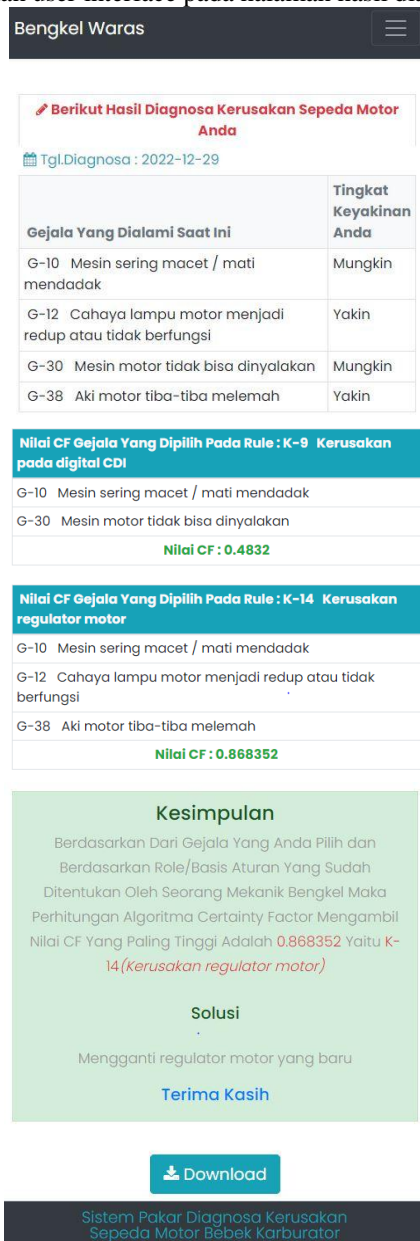 Bengkel Waras
Berikut Hasil Diagnosa Kerusakan Sepeda Motor
Anda
Tgl.Diagnosa : 2022-12-29
Gejala Yang Dialami Saat Ini
Tingkat
Keyakinan
Anda
G-10 Mesin sering macet / mati
mendadak
Mungkin
G-12 Cahaya lampu motor menjadi
redup atau tidak berfungsi
Yakin
G-30 Mesin motor tidak bisa dinyalakan
Mungkin
G-38 Aki motor tiba-tiba melemah
Yakin
Nilai CF Gejala Yang Dipilih Pada Rule : K-9 Kerusakan
pada digital CDI
G-10 Mesin sering macet / mati mendadak
G-30 Mesin motor tidak bisa dinyalakan
Nilai CF : 0.4832
Nilai CF Gejala Yang Dipilih Pada Rule : K-14 Kerusakan
regulator motor
G-10 Mesin sering macet / mati mendadak
G-12 Cahaya lampu motor menjadi redup atau tidak
berfungsi
G-38 Aki motor tiba-tiba melemah
Nilai CF : 0.868352
Kesimpulan
Berdasarkan Dari Gejala Yang Anda Pilih dan
Berdasarkan Role/Basis Aturan Yang Sudah
Ditentukan Oleh Seorang Mekanik Bengkel Maka
Perhitungan Algoritma Certainty Factor Mengambil
Nilai CF Yang Paling Tinggi Adalah 0.868352 Yaitu K-
14(Kerusakan regulator motor)
Solusi
Mengganti regulator motor yang baru
Terima Kasih
Download
Sistem Pakar Diagnosa Kerusakan
Sepeda Motor Bebek Karburator